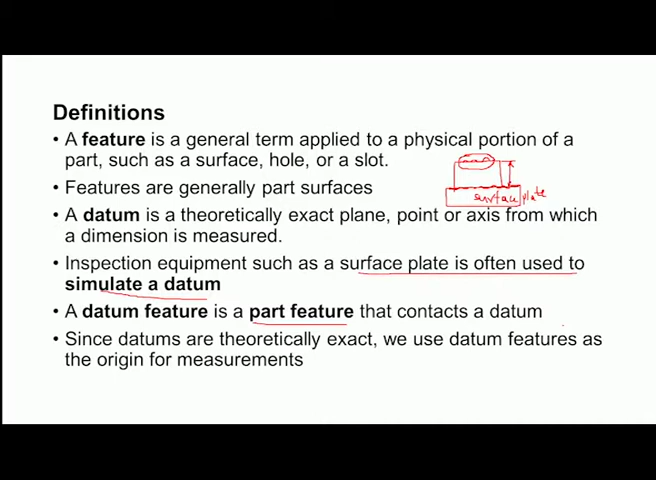 Definitions
• A feature is a general term applied to a physical portion of a
part, such as a surface, hole, or a slot.
• Features are generally part surfaces
surface plate
• A datum is a theoretically exact plane, point or axis from which
a dimension is measured.
• Inspection equipment such as a surface plate is often used to
simulate a datum
• A datum feature is a part feature that contacts a datum
• Since datums are theoretically exact, we use datum features as
the origin for measurements